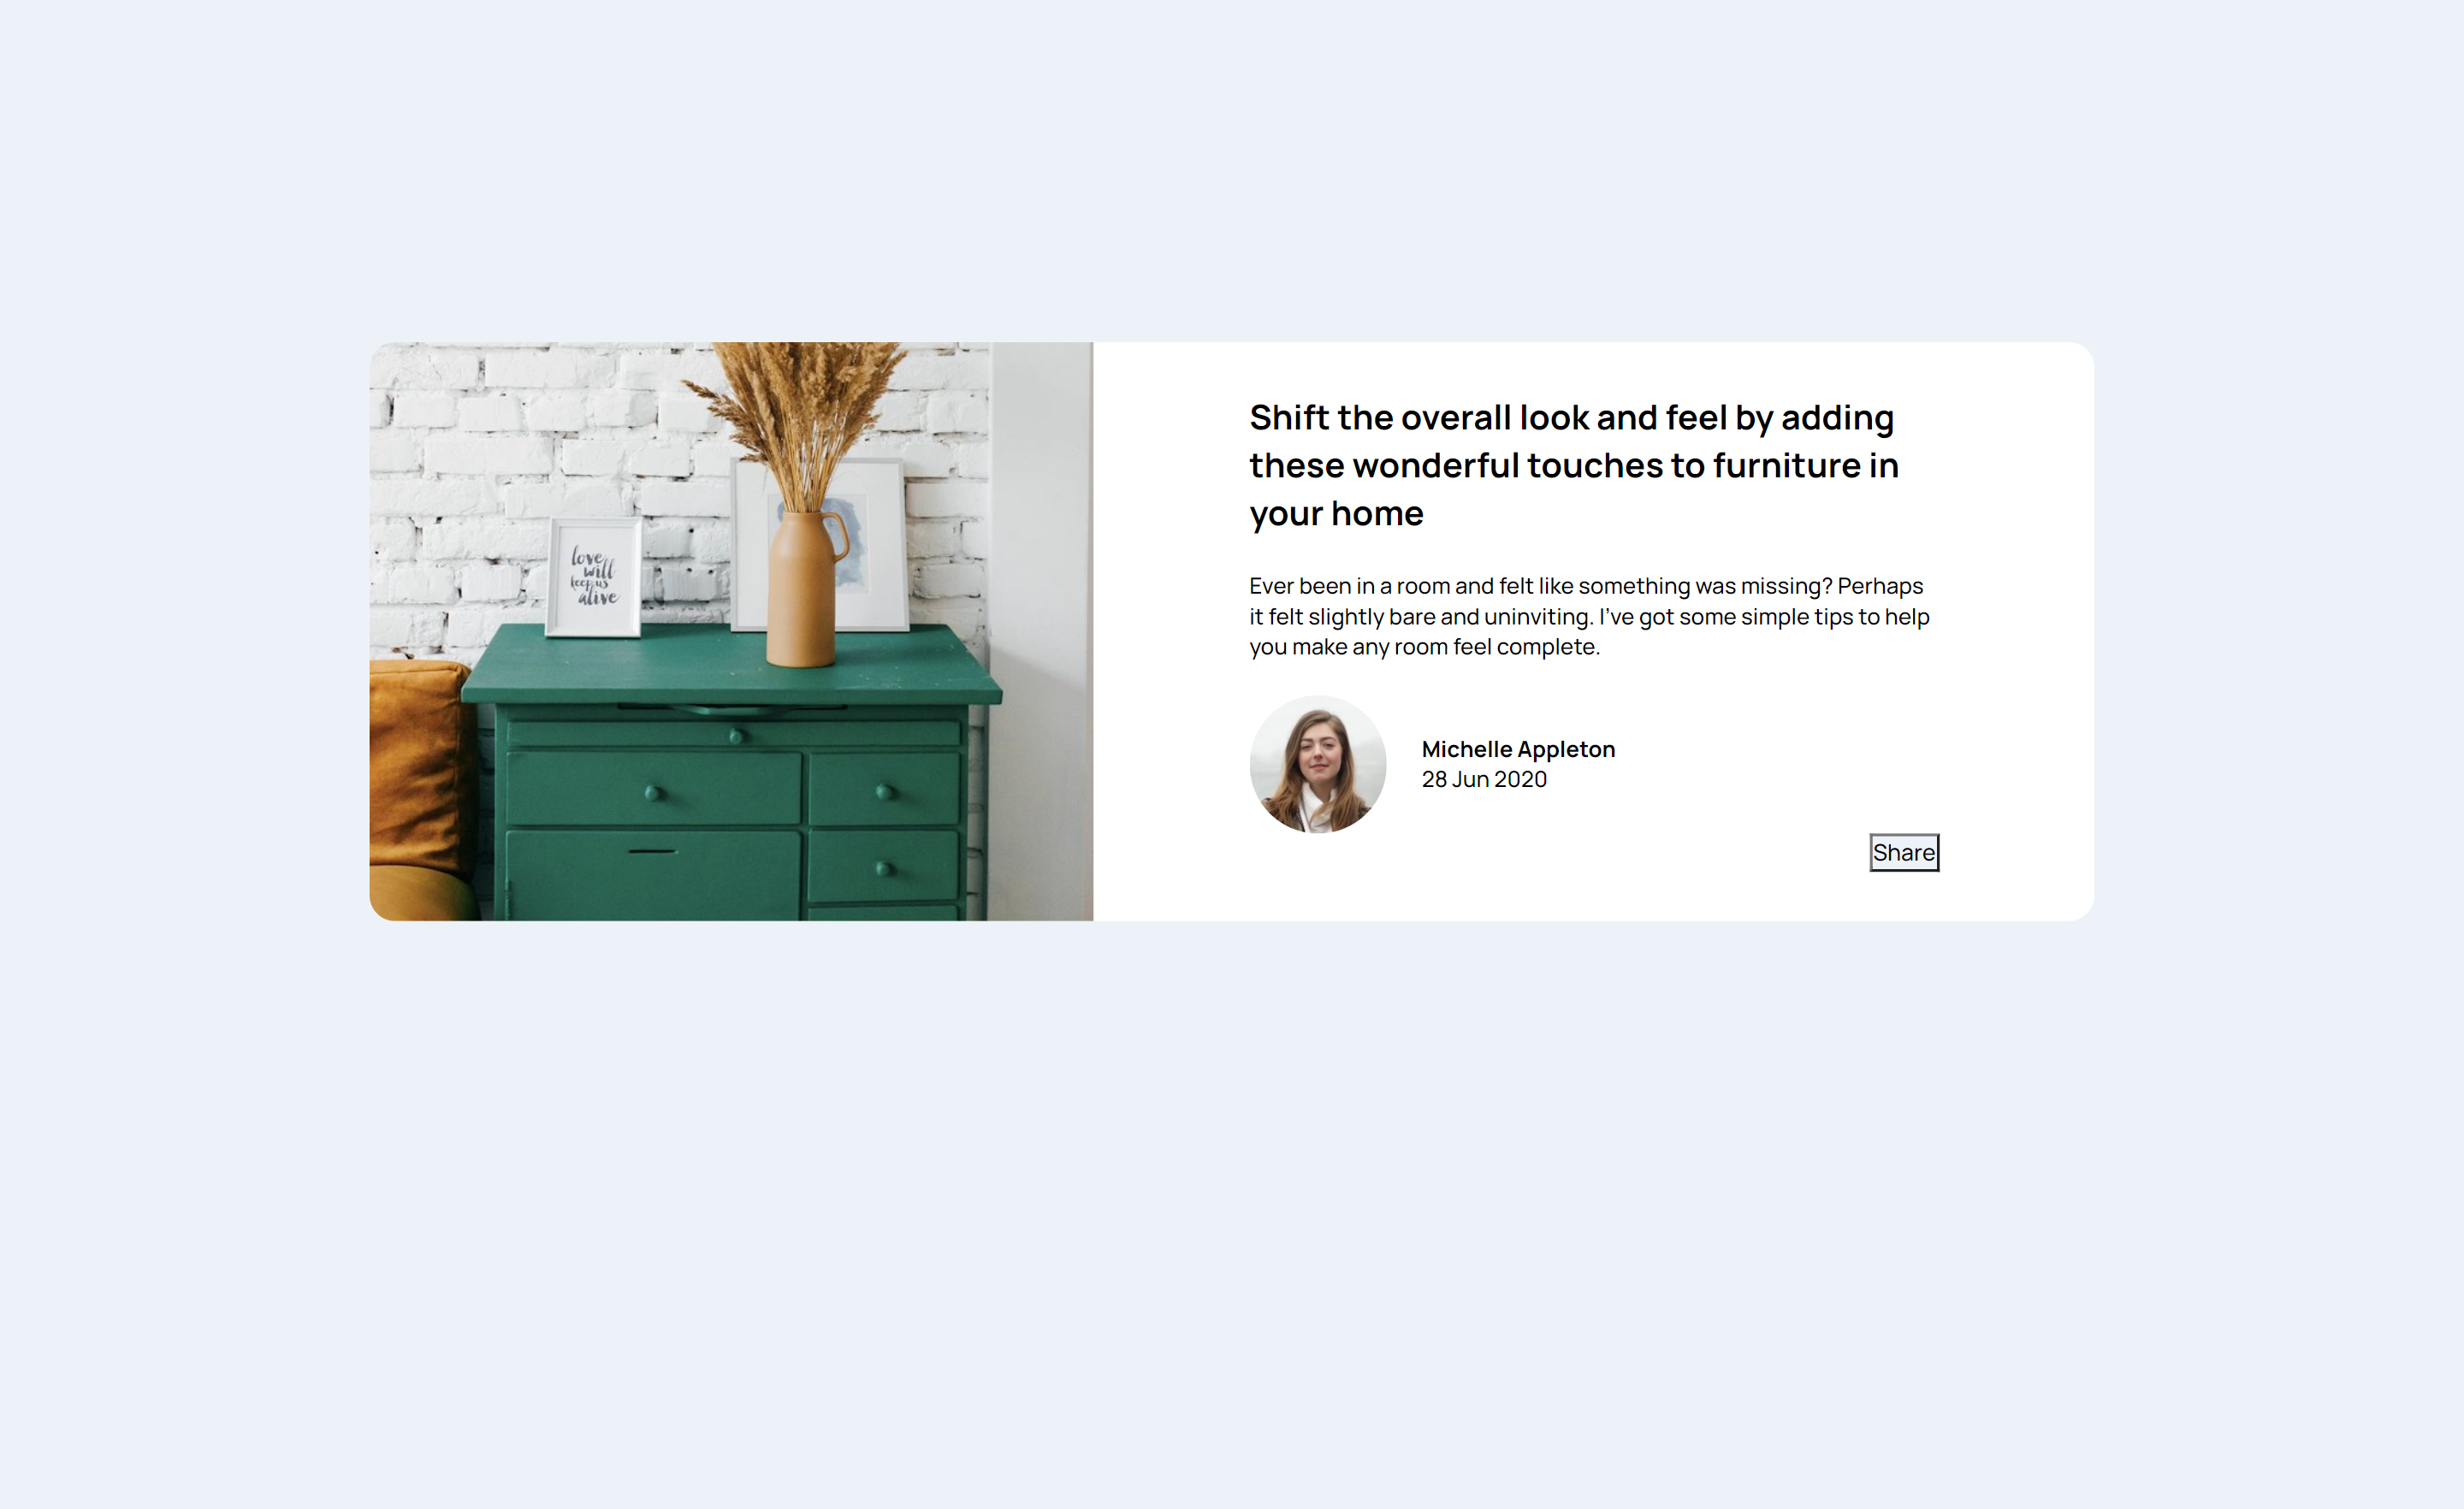 love
will
keep us
alive
Shift the overall look and feel by adding
these wonderful touches to furniture in
your home
Ever been in a room and felt like something was missing? Perhaps
it felt slightly bare and uninviting. I’ve got some simple tips to help
you make any room feel complete.
Michelle Appleton
28 Jun 2020
Share